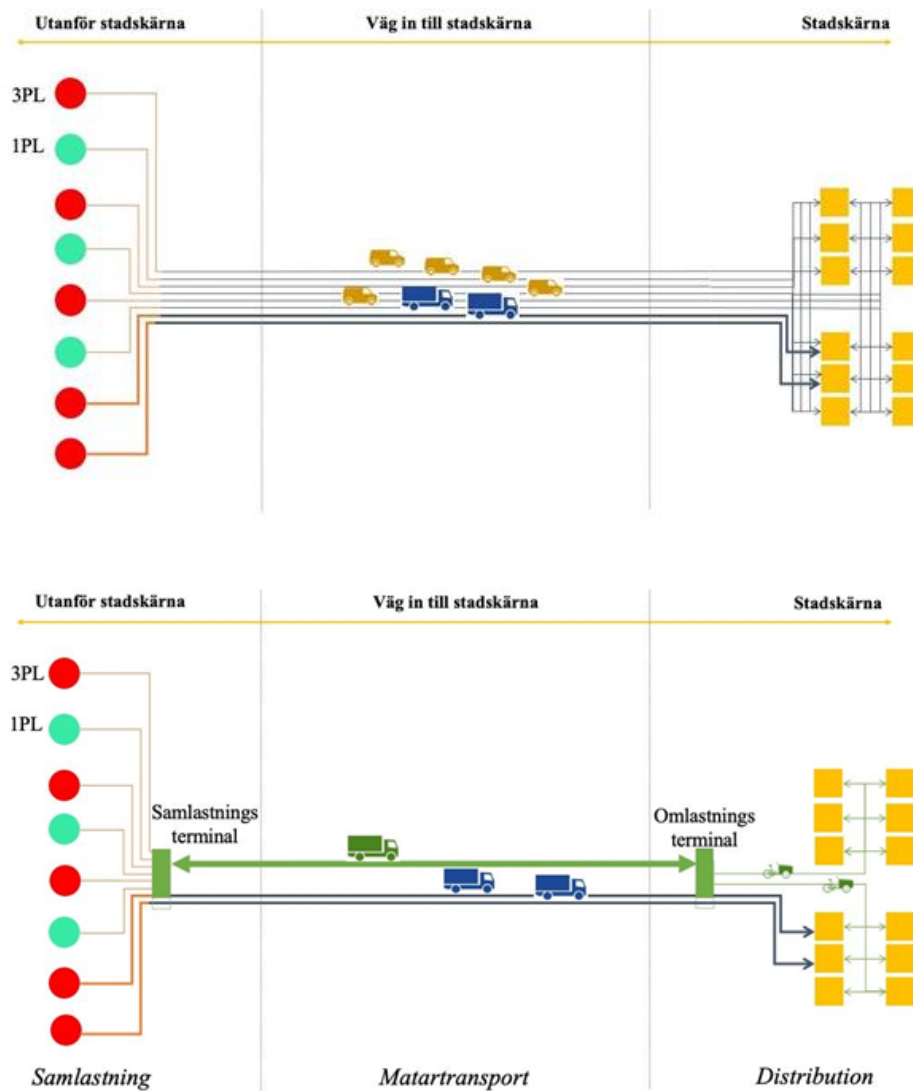 Utanför stadskärna
Väg in till stadskärna
Stadskärna
3PL
1PL
Utanför stadskärna
Väg in till stadskärna
Stadskärna
3PL
1PL
Samlastnings
terminal
Omlastnings
terminal
Samlastning
Matartransport
Distribution